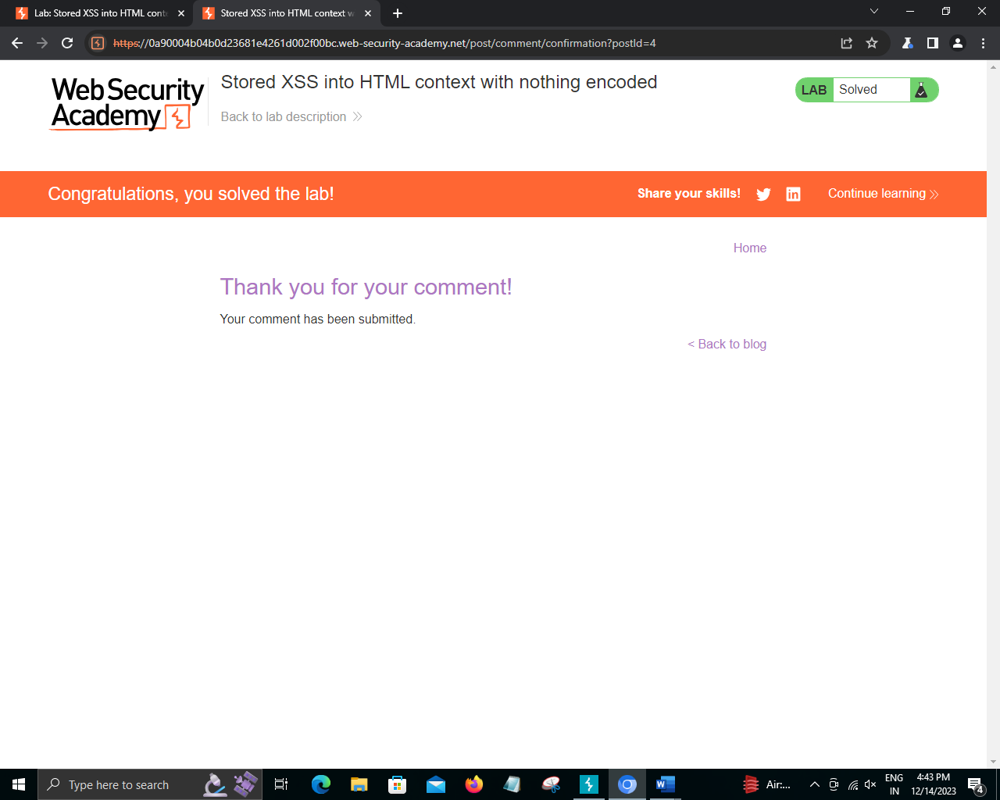 Lab: Stored XSS into HTML cont
Stored XSS into HTML context w
https://0a90004b04b0d23681e4261d002f00bc.web-security-academy.net/post/comment/confirmation?postId=4
Web Security
Academy
Stored XSS into HTML context with nothing encoded
Back to lab description
LAB Solved
Congratulations, you solved the lab!
Share your skills!
Continue learning
Home
Thank you for your comment!
Your comment has been submitted.
< Back to blog
Type here to search
Air:...
ENG
IN
4:43 PM
12/14/2023
4